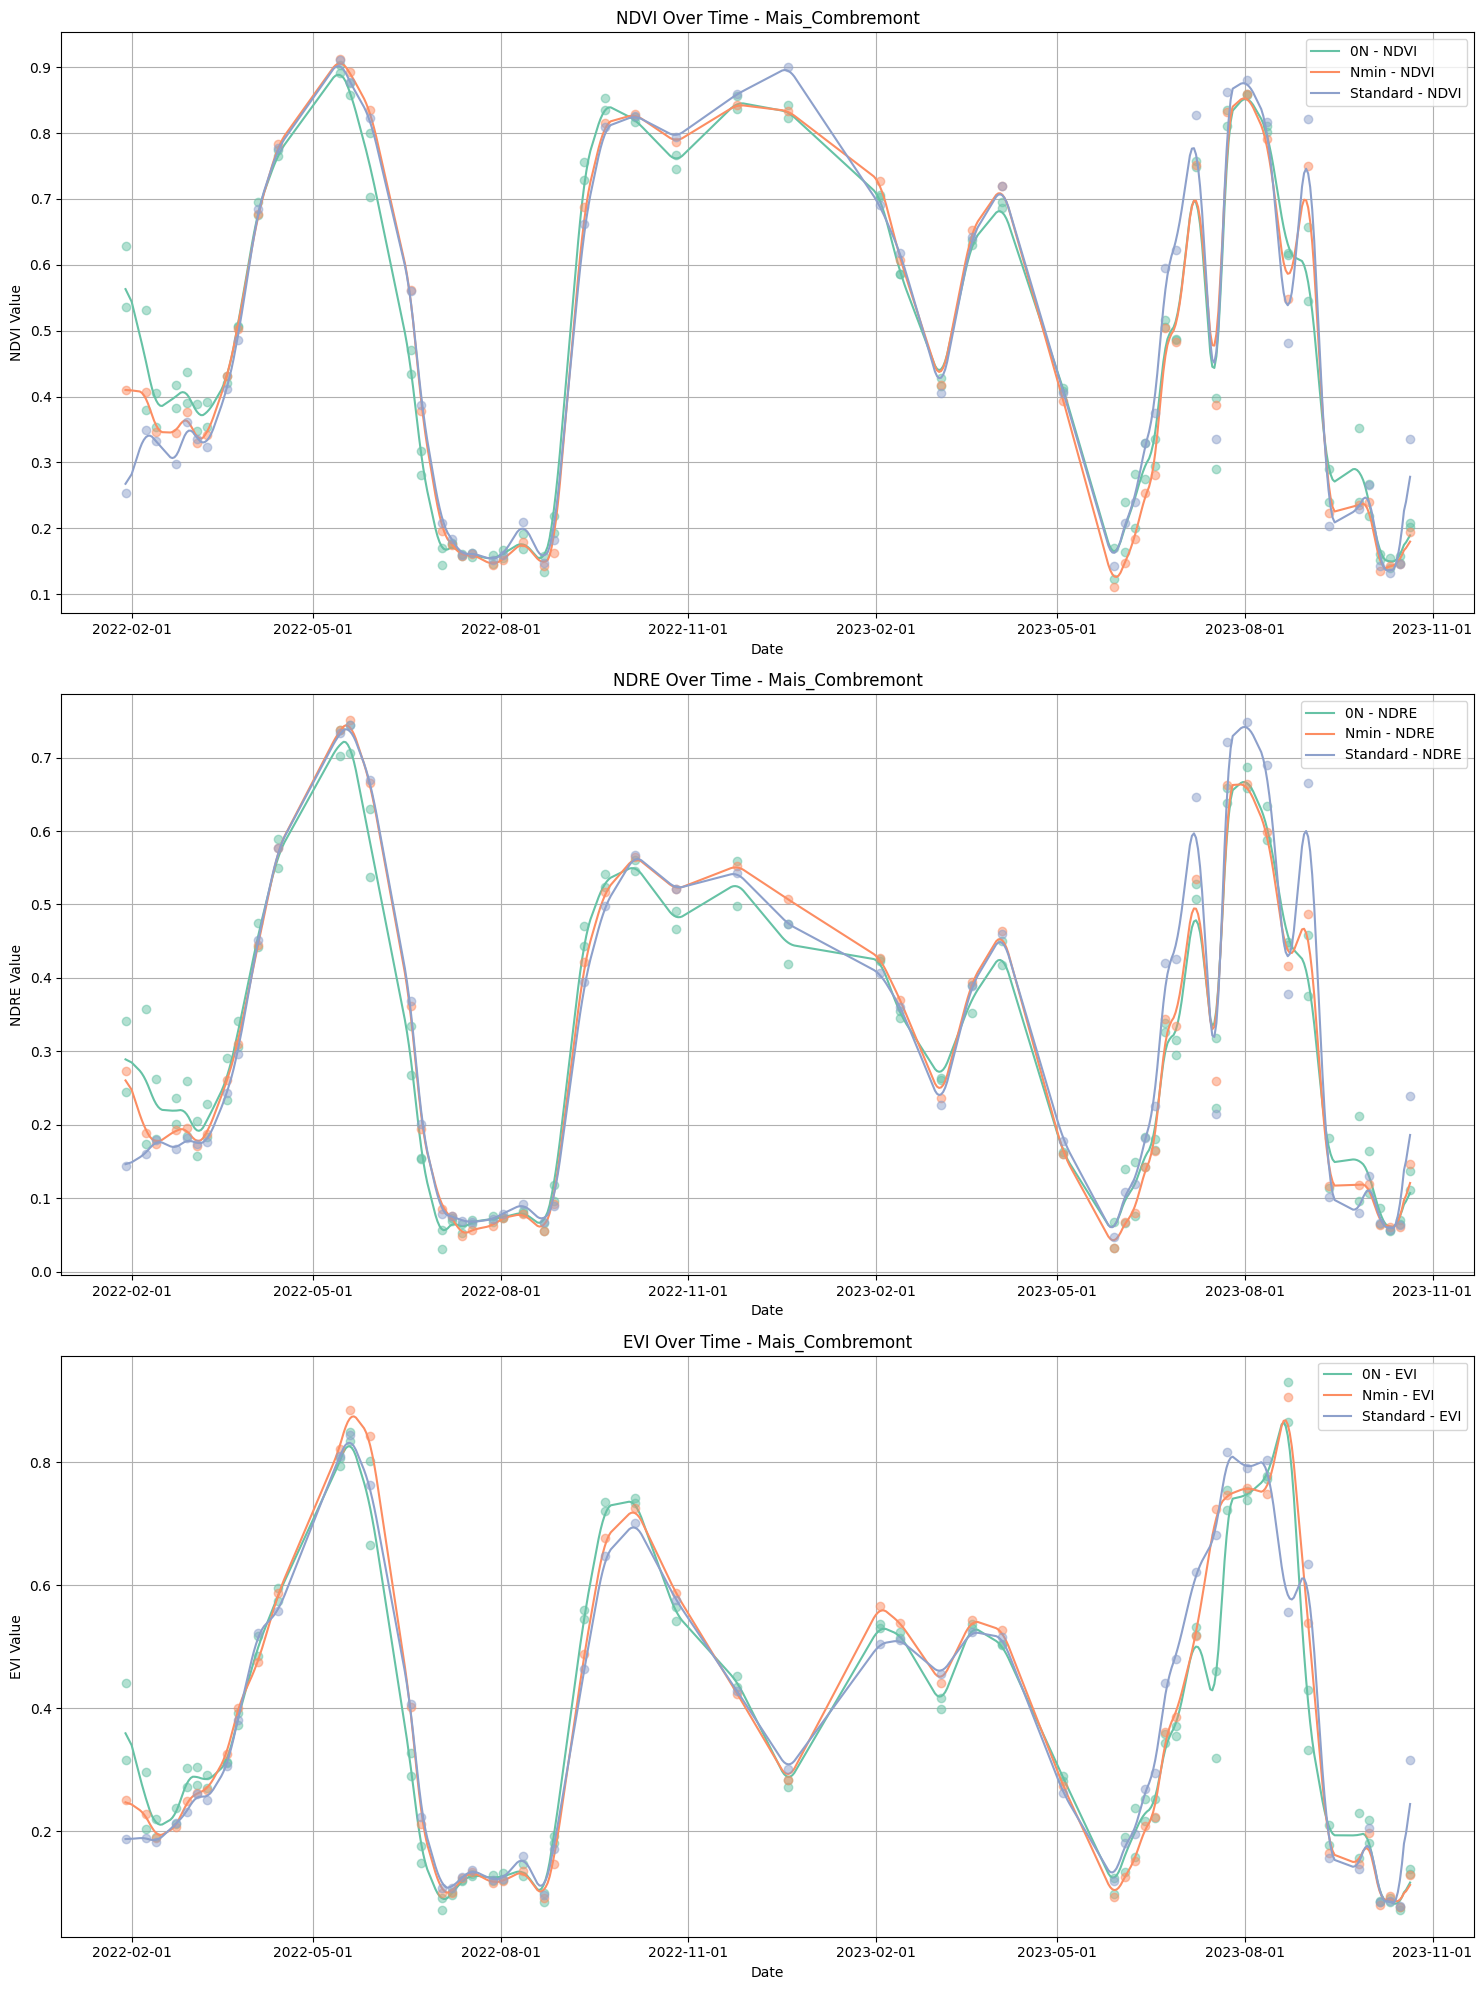 NDVI Over Time - Mais_Combremont
0N - NDVI
Nmin - NDVI
Standard - NDVI
NDVI Value
0.9
0.8
0.7
0.6
0.5
0.4
0.3
0.2
0.1
2022-02-01 2022-05-01 2022-08-01 2022-11-01 2023-02-01 2023-05-01 2023-08-01 2023-11-01
Date
NDRE Over Time - Mais_Combremont
0N - NDRE
Nmin - NDRE
Standard - NDRE
NDRE Value
0.7
0.6
0.5
0.4
0.3
0.2
0.1
0.0
2022-02-01 2022-05-01 2022-08-01 2022-11-01 2023-02-01 2023-05-01 2023-08-01 2023-11-01
Date
EVI Over Time - Mais_Combremont
0N - EVI
Nmin - EVI
Standard - EVI
EVI Value
0.8
0.6
0.4
0.2
2022-02-01 2022-05-01 2022-08-01 2022-11-01 2023-02-01 2023-05-01 2023-08-01 2023-11-01
Date